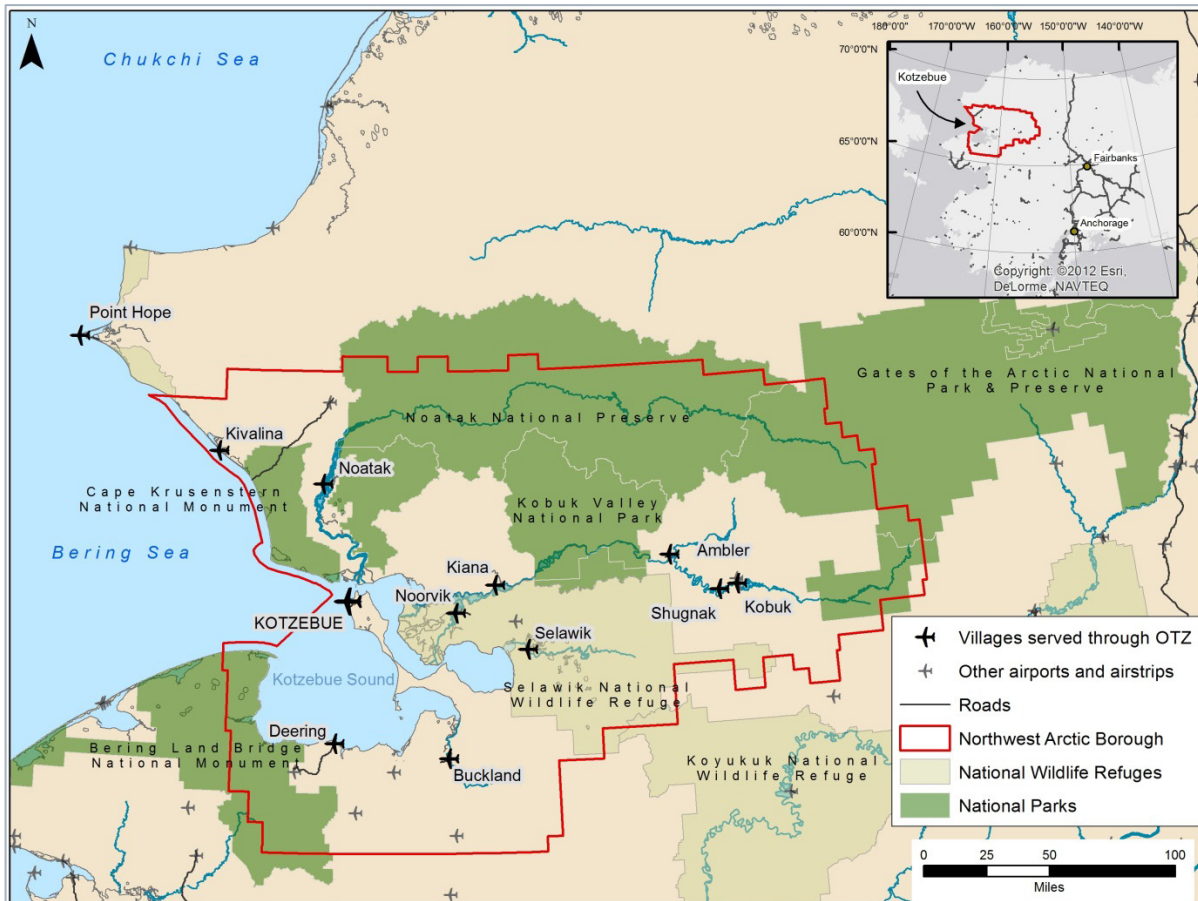 N
Chukchi Sea
180°0'0"W 170°0'0"W 160°0'0"W 150°0'0"W 140°0'0"W
70°0'0"N
Kotzebue
65°0'0"N
Fairbanks
60°0'0"N
Anchorage
Copyright: ©2012 Esri,
DeLorme, NAVTEQ
Point Hope
Gates of the Arctic National
Park & Preserve
Noatak National Preserve
Kivalina
Noatak
Cape Krusenstern
National Monument
Kobuk Valley
National Park
Bering Sea
Ambler
Kiana
Noorvik
Shugnak
Kobuk
KOTZEBUE
Selawik
Kotzebue Sound
Selawik National
Wildlife Refuge
Deering
Bering Land Bridge
National Monument
Buckland
Koyukuk National
Wildlife Refuge
Villages served through OTZ
Other airports and airstrips
Roads
Northwest Arctic Borough
National Wildlife Refuges
National Parks
0 25 50 100
Miles